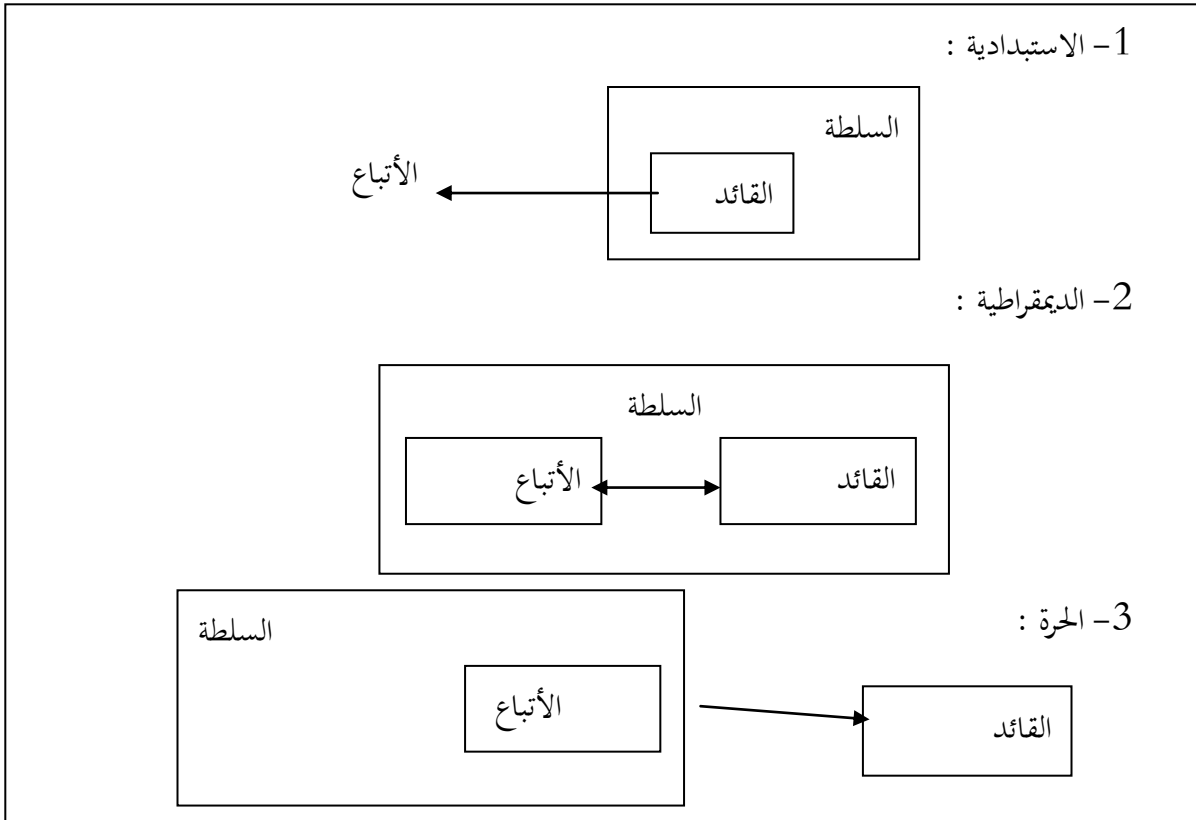 1- الاستبدادية :
السلطة
القائد
الأتباع
2- الديمقراطية :
السلطة
القائد
الأتباع
3- الحرة :
السلطة
الأتباع
القائد